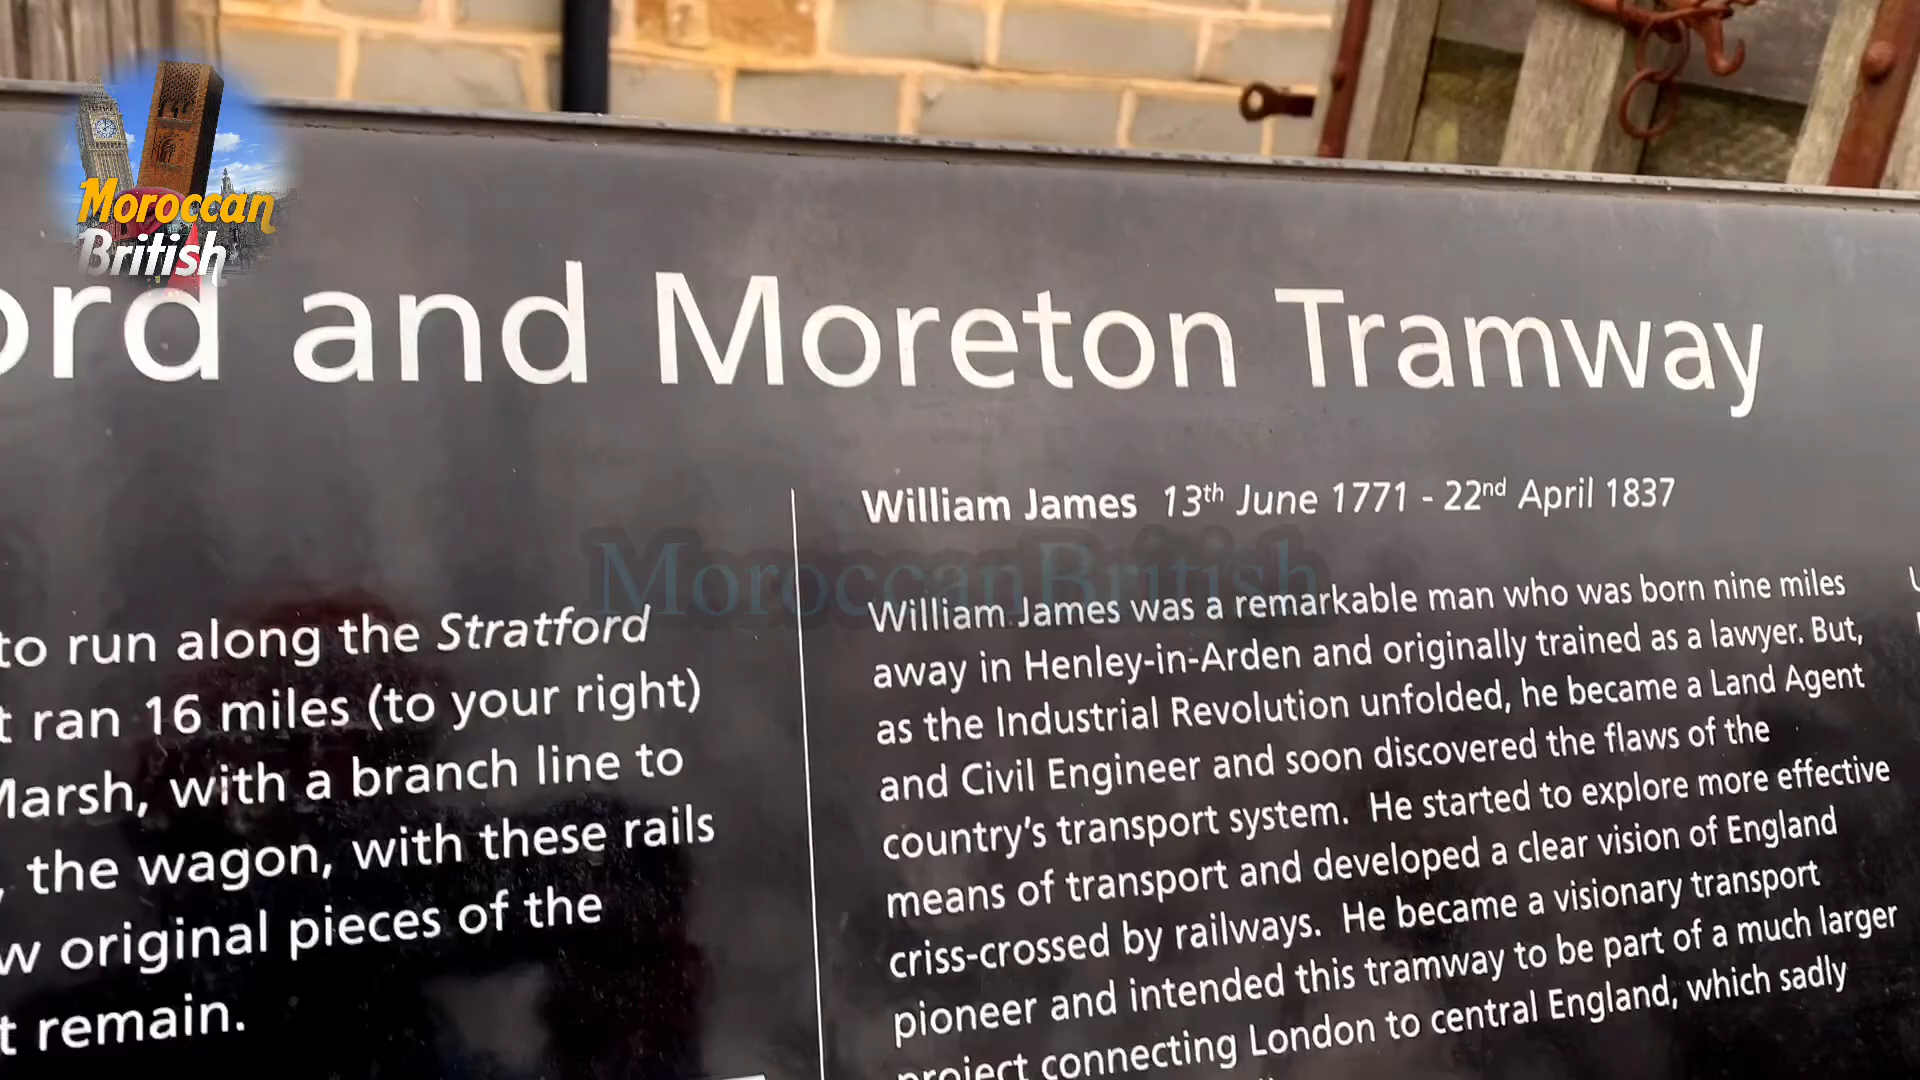 Moroccan
British
ord and Moreton Tramway
to run along the Stratford
t ran 16 miles (to your right)
Marsh, with a branch line to
, the wagon, with these rails
w original pieces of the
t remain.
William James 13th June 1771 - 22nd April 1837
MoroccanBritish
William James was a remarkable man who was born nine miles
away in Henley-in-Arden and originally trained as a lawyer. But,
as the Industrial Revolution unfolded, he became a Land Agent
and Civil Engineer and soon discovered the flaws of the
country's transport system. He started to explore more effective
means of transport and developed a clear vision of England
criss-crossed by railways. He became a visionary transport
pioneer and intended this tramway to be part of a much larger
project connecting London to central England, which sadly